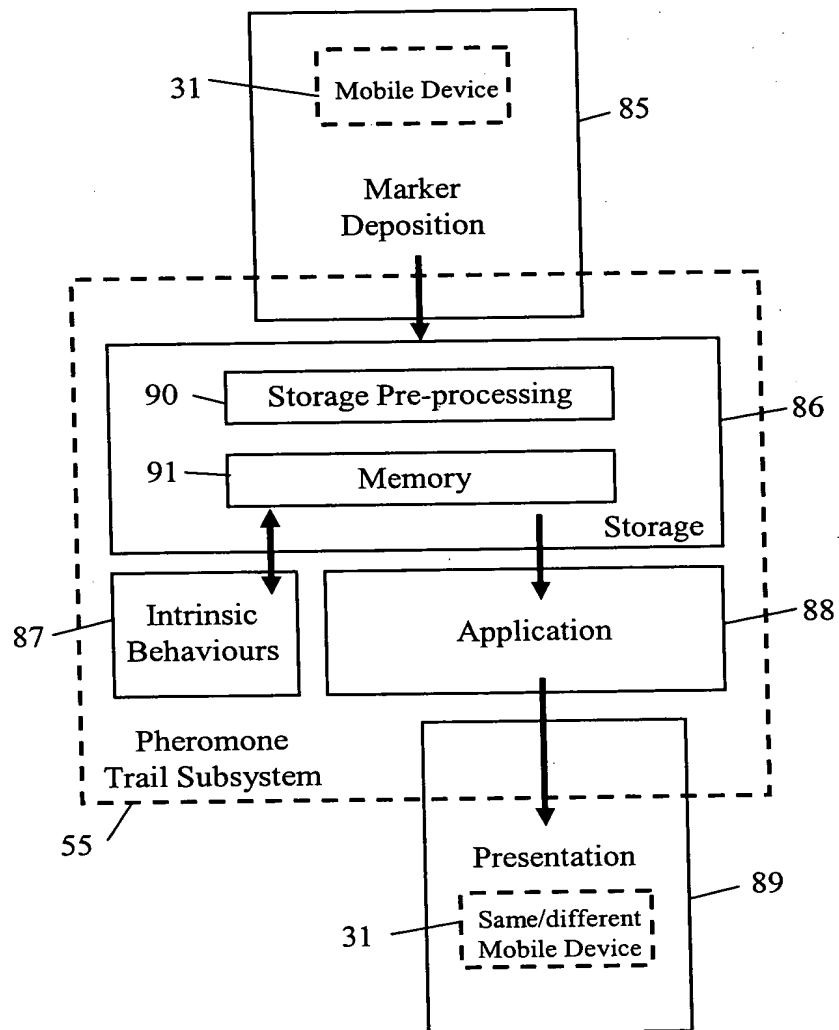 31
Mobile Device
85
Marker
Deposition
90
Storage Pre-processing
86
91
Memory
Storage
87
Intrinsic
Behaviours
Application
88
Pheromone
Trail Subsystem
55
Presentation
89
31
Same/different
Mobile Device